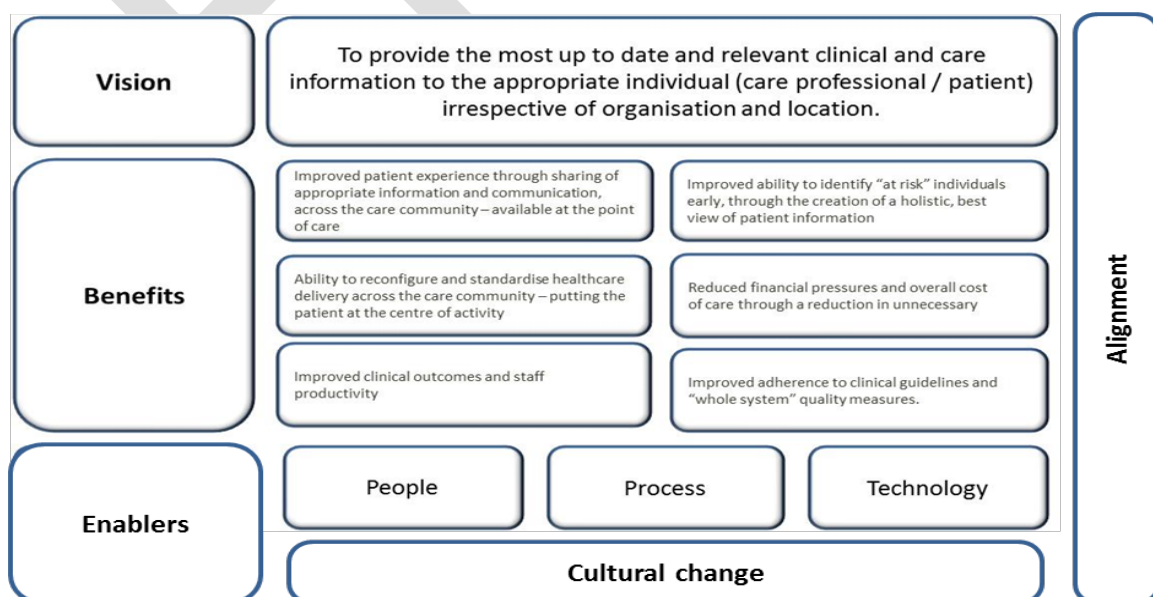 Vision
To provide the most up to date and relevant clinical and care
information to the appropriate individual (care professional / patient)
irrespective of organisation and location.
Benefits
Improved patient experience through sharing of
appropriate information and communication,
across the care community – available at the point
of care
Improved ability to identify “at risk” individuals
early, through the creation of a holistic, best
view of patient information
Ability to reconfigure and standardise healthcare
delivery across the care community – putting the
patient at the centre of activity
Reduced financial pressures and overall cost
of care through a reduction in unnecessary
Improved clinical outcomes and staff
productivity
Improved adherence to clinical guidelines and
“whole system” quality measures.
Enablers
People
Process
Technology
Cultural change
Alignment